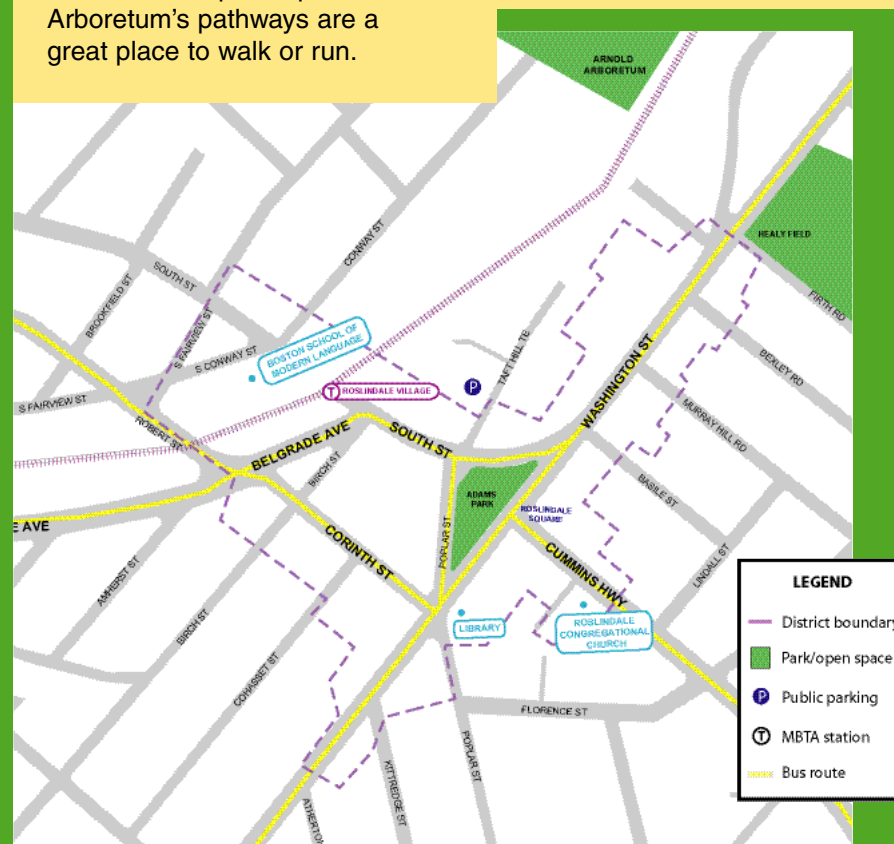 Arboretum's pathways are a
great place to walk or run.
ARNOLD
ARBORETUM
HEALY FIELD
FIRTH RD
CONWAY ST
SOUTH ST
BROOKFIELD ST
S FAIRVIEW ST
S CONWAY ST
BOSTON SCHOOL OF
MODERN LANGUAGE
TAFT HILL TE
P
WASHINGTON ST
BEXLEY RD
T ROSLINDALE VILLAGE
S FAIRVIEW ST
ROBERT ST
BELGRADE AVE
SOUTH ST
MURRAY HILL RD
BIRCH ST
BASILE ST
ADAMS
PARK
ROSLINDALE
SQUARE
E AVE
POPLAR ST
CORINTH ST
CUMMINS HWY
LINDALL ST
AMHERST ST
BIRCH ST
LIBRARY
ROSLINDALE
CONGREGATIONAL
CHURCH
COHASSET ST
FLORENCE ST
POPLAR ST
KITTREDGE ST
ATHERTON
LEGEND
District boundary
Park/open space
P Public parking
T MBTA station
Bus route